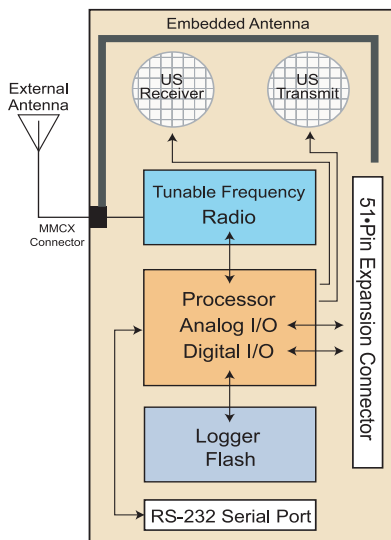 Embedded Antenna
External
Antenna
US
Receiver
US
Transmit
MMCX
Connector
Tunable Frequency
Radio
51•Pin Expansion Connector
Processor
Analog I/O
Digital I/O
Logger
Flash
RS-232 Serial Port